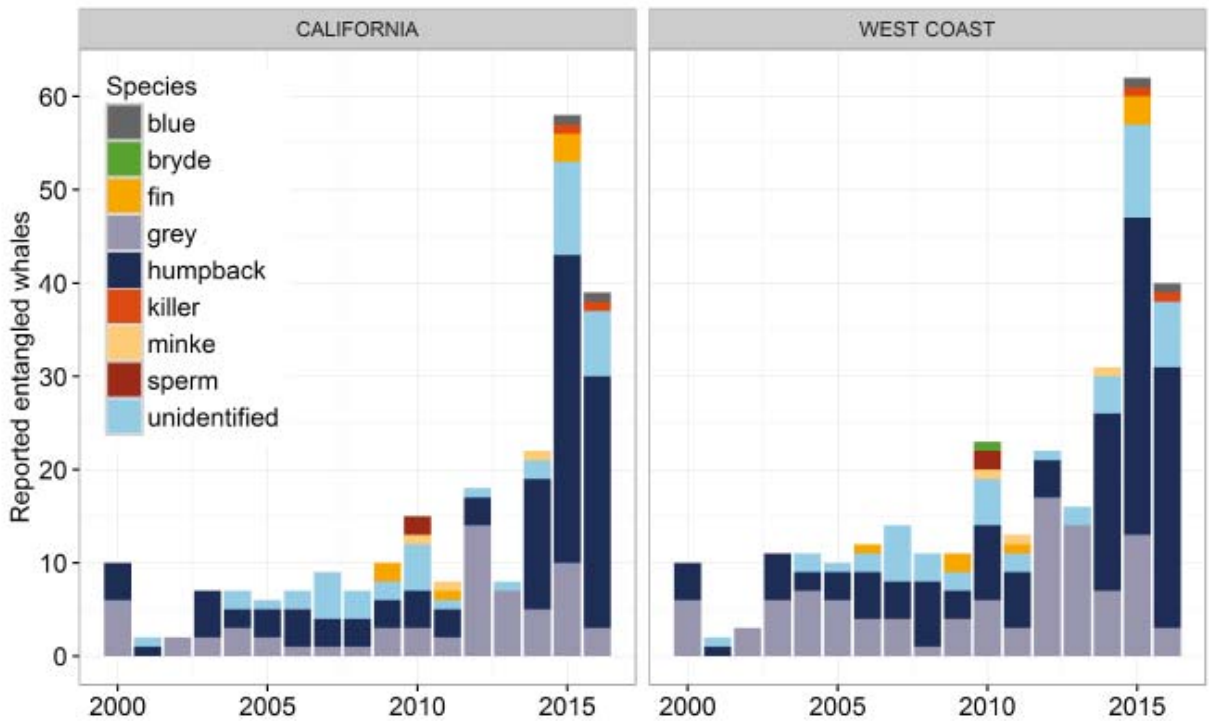 CALIFORNIA
WEST COAST
Reported entangled whales
60
50
40
30
20
10
0
Species
blue
bryde
fin
grey
humpback
killer
minke
sperm
unidentified
2000 2005 2010 2015
2000 2005 2010 2015